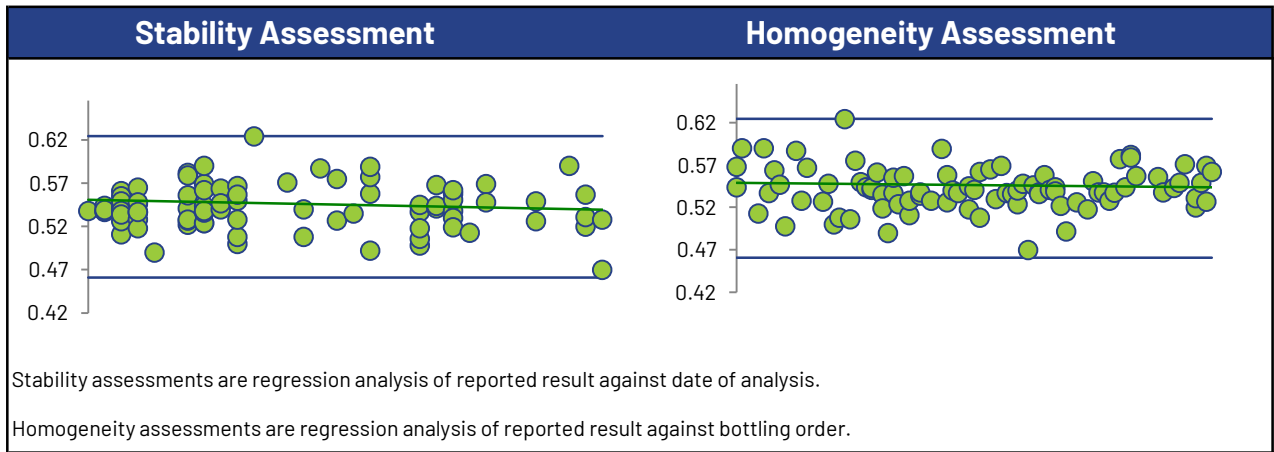 Stability Assessment
Homogeneity Assessment
0.62
0.57
0.52
0.47
0.42
0.62
0.57
0.52
0.47
0.42
Stability assessments are regression analysis of reported result against date of analysis.
Homogeneity assessments are regression analysis of reported result against bottling order.